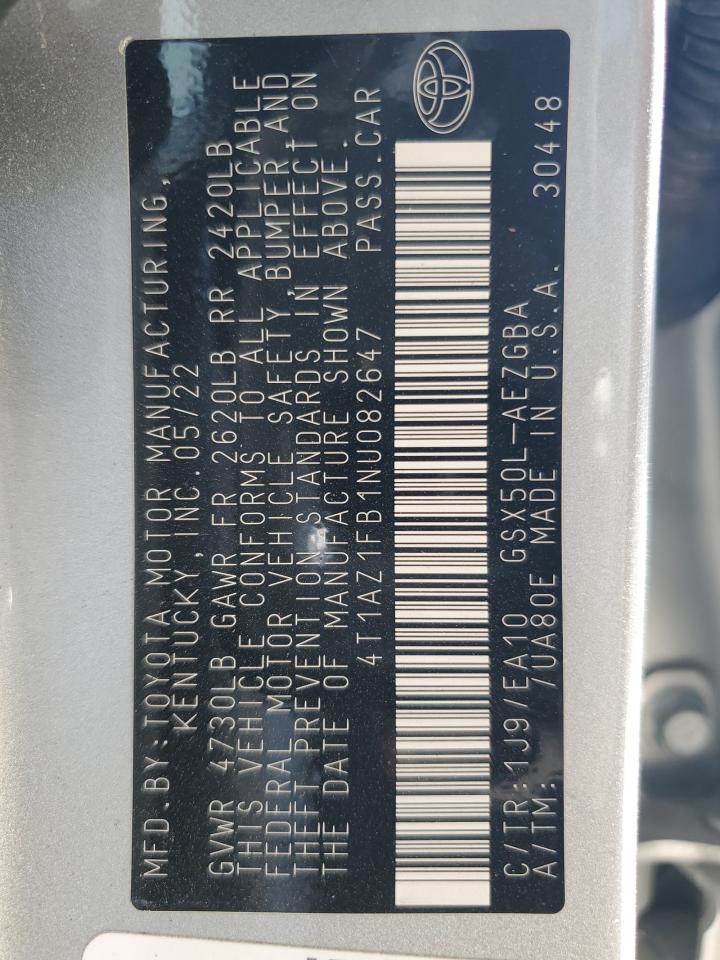 MFD.BY:TOYOTA MOTOR MANUFACTURING,
KENTUCKY,INC.05/22
GVWR 4730LB GAWR FR 2620LB RR 2420LB
THIS VEHICLE CONFORMS TO ALL APPLICABLE
FEDERAL MOTOR VEHICLE SAFETY,BUMPER,AND
THEFT PREVENTION STANDARDS IN EFFECT ON
THE DATE OF MANUFACTURE SHOWN ABOVE.
4T1AZ1FB1NU082647 PASS.CAR
C/TR:1J9/EA10 GSX50L-AEZGBA
A/TM: /UA80E MADE IN U.S.A. 30448